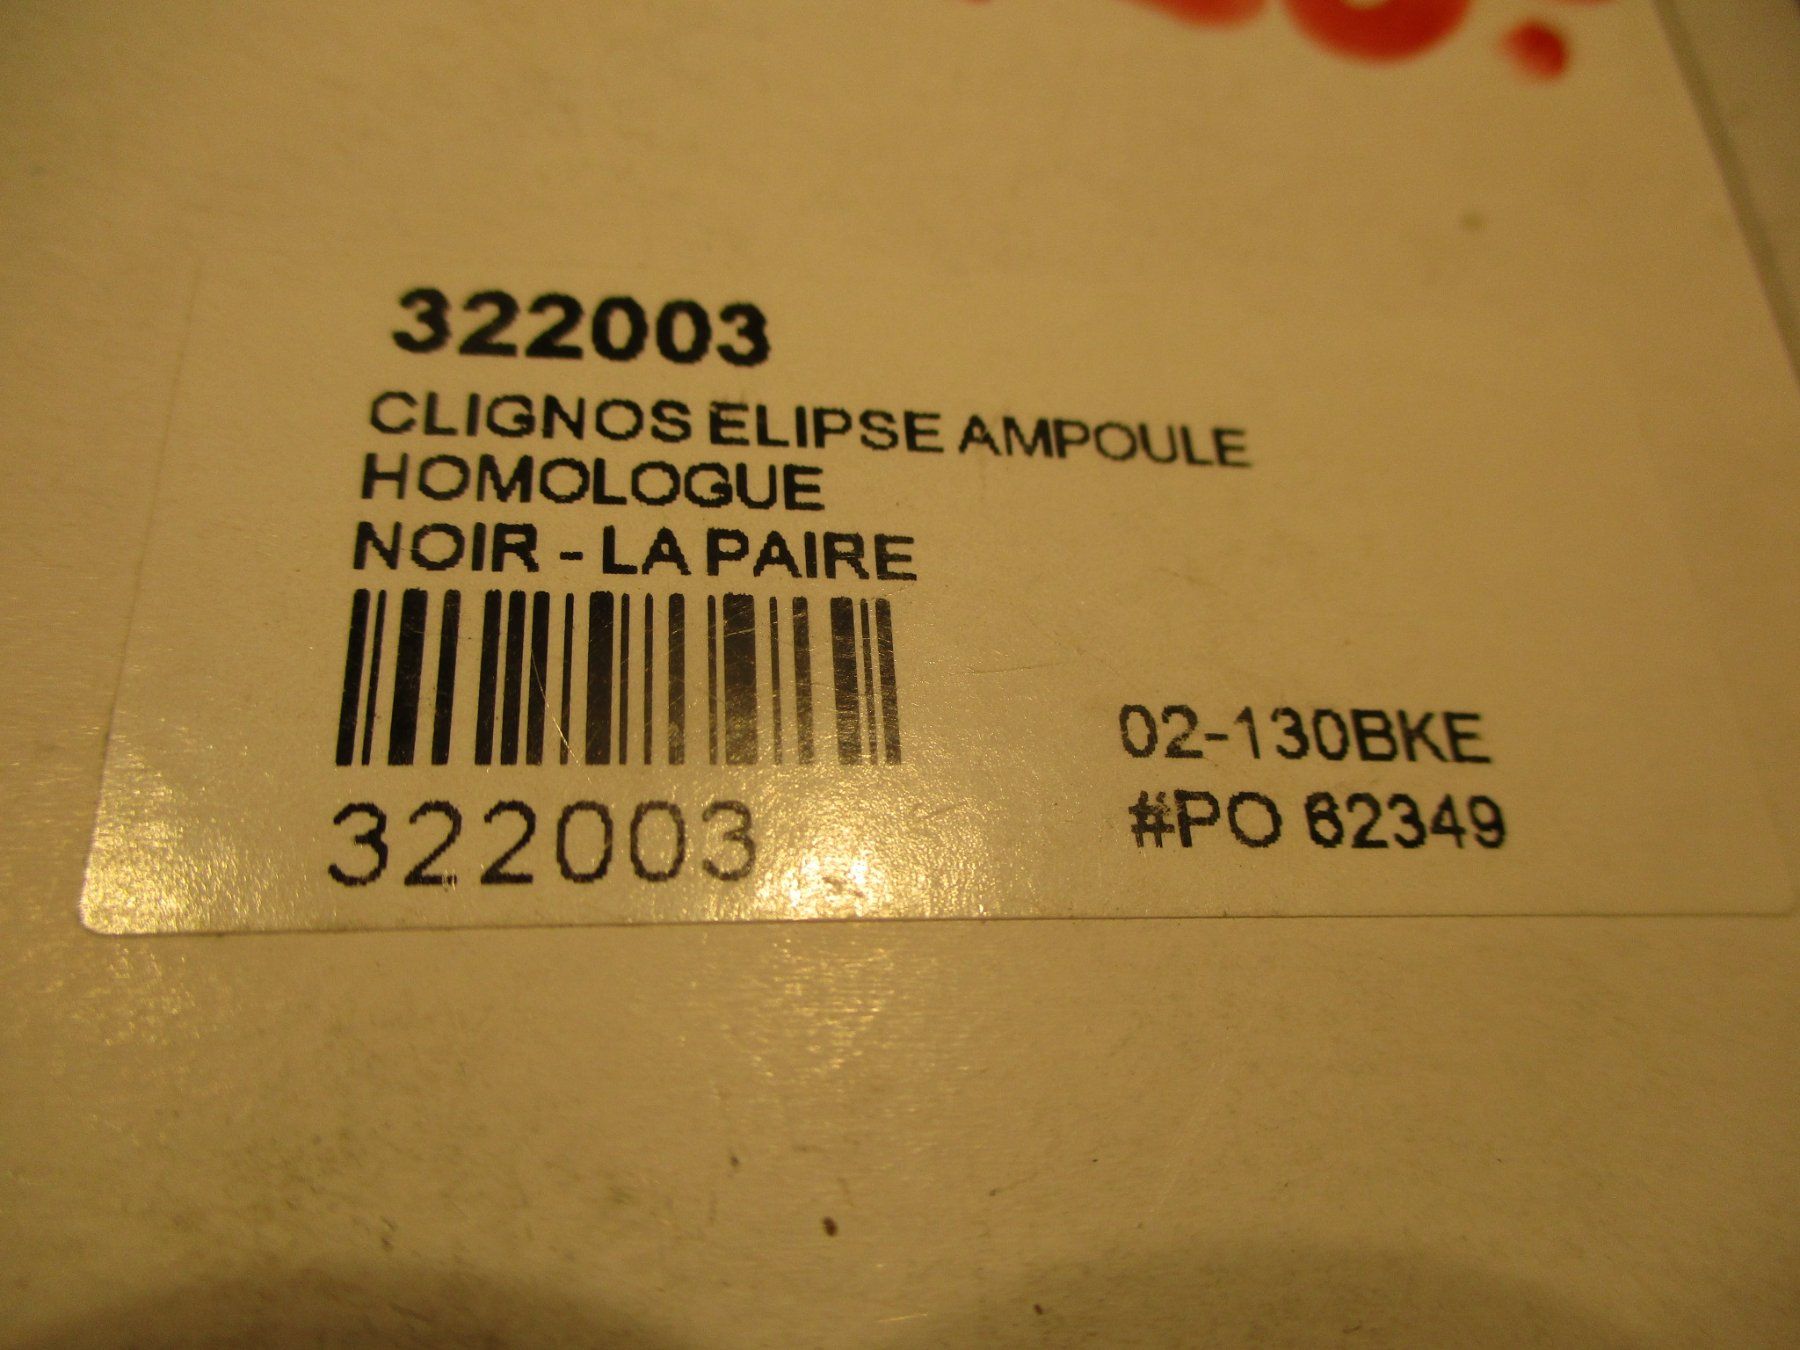 322003
CLIGNOS ELIPSE AMPOULE
HOMOLOGUE
NOIR - LA PAIRE
322003
02-130BKE
#PO 62349